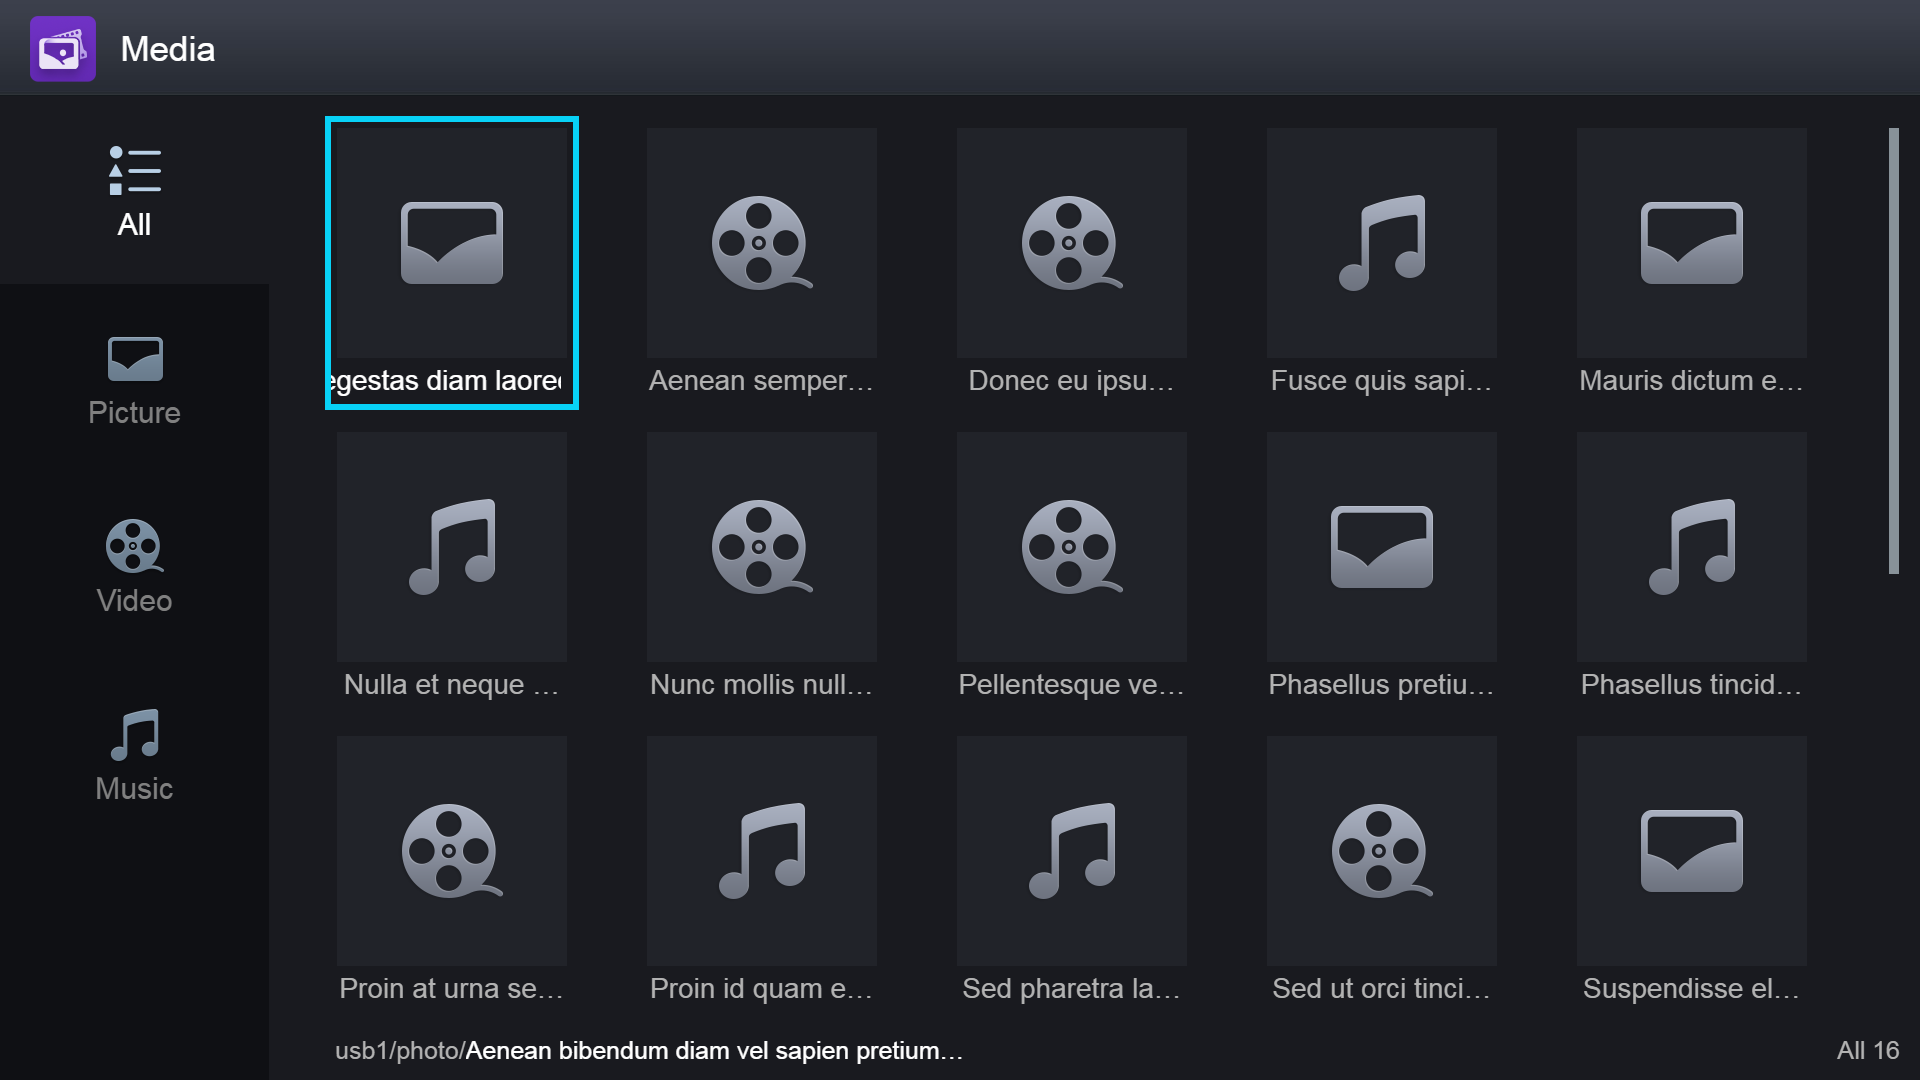 Media
All
Picture
Video
Music
egestas diam laore
Aenean semper…
Donec eu ipsu…
Fusce quis sapi…
Mauris dictum e…
Nulla et neque …
Nunc mollis null…
Pellentesque ve…
Phasellus pretiu…
Phasellus tincid…
Proin at urna se…
Proin id quam e…
Sed pharetra la…
Sed ut orci tinci…
Suspendisse el…
usb1/photo/Aenean bibendum diam vel sapien pretium…
All 16